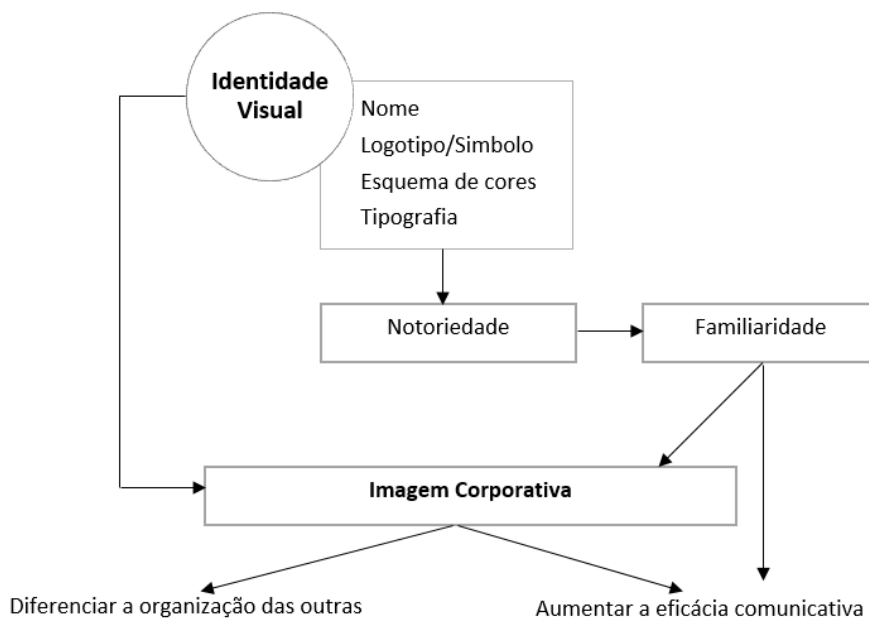 Identidade
Visual
Nome
Logotipo/Simbolo
Esquema de cores
Tipografia
Notoriedade
Familiaridade
Imagem Corporativa
Diferenciar a organização das outras
Aumentar a eficácia comunicativa